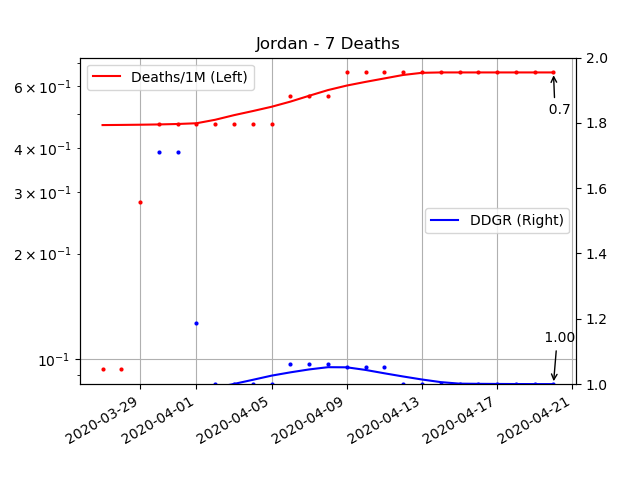 Jordan - 7 Deaths
Deaths/1M (Left)
DDGR (Right)
0.7
1.00
6 × 10⁻¹
4 × 10⁻¹
3 × 10⁻¹
2 × 10⁻¹
10⁻¹
2.0
1.8
1.6
1.4
1.2
1.0
2020-03-29
2020-04-01
2020-04-05
2020-04-09
2020-04-13
2020-04-17
2020-04-21